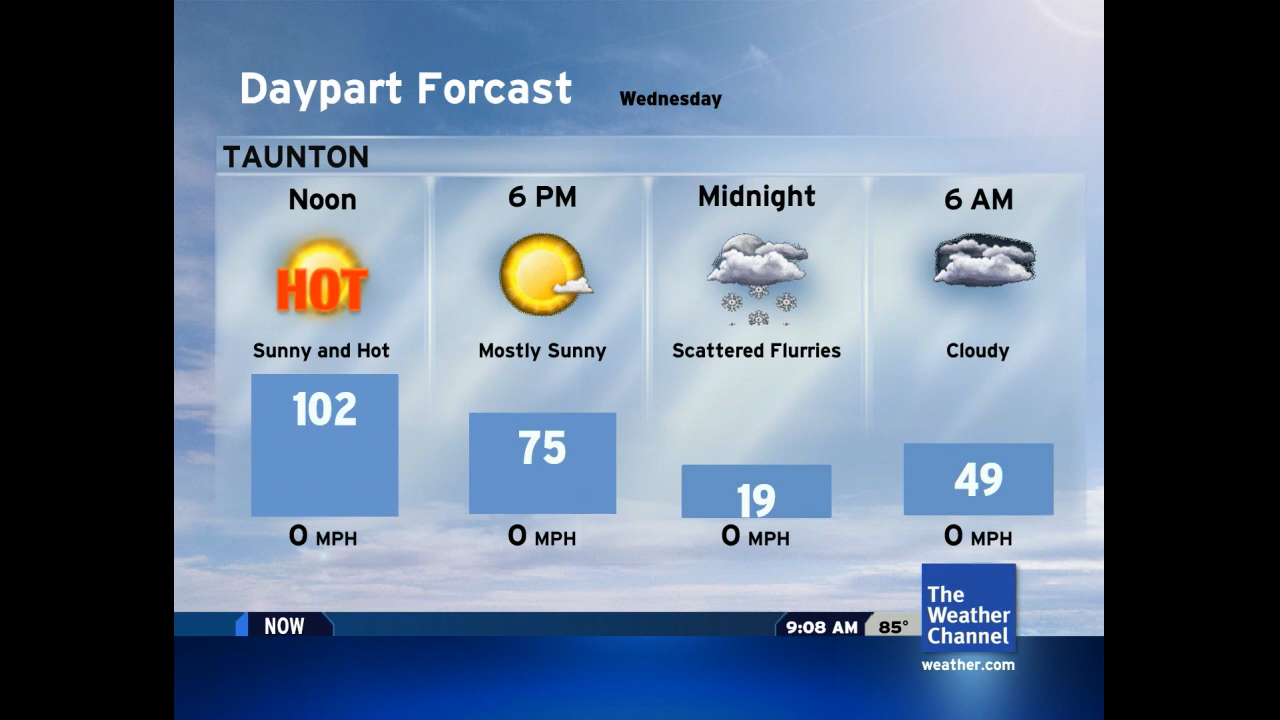 Daypart Forcast Wednesday
TAUNTON
Noon 6 PM Midnight 6 AM
HOT
Sunny and Hot Mostly Sunny Scattered Flurries Cloudy
102 75 19 49
0 MPH 0 MPH 0 MPH 0 MPH
NOW 9:08 AM 85°
The
Weather
Channel
weather.com